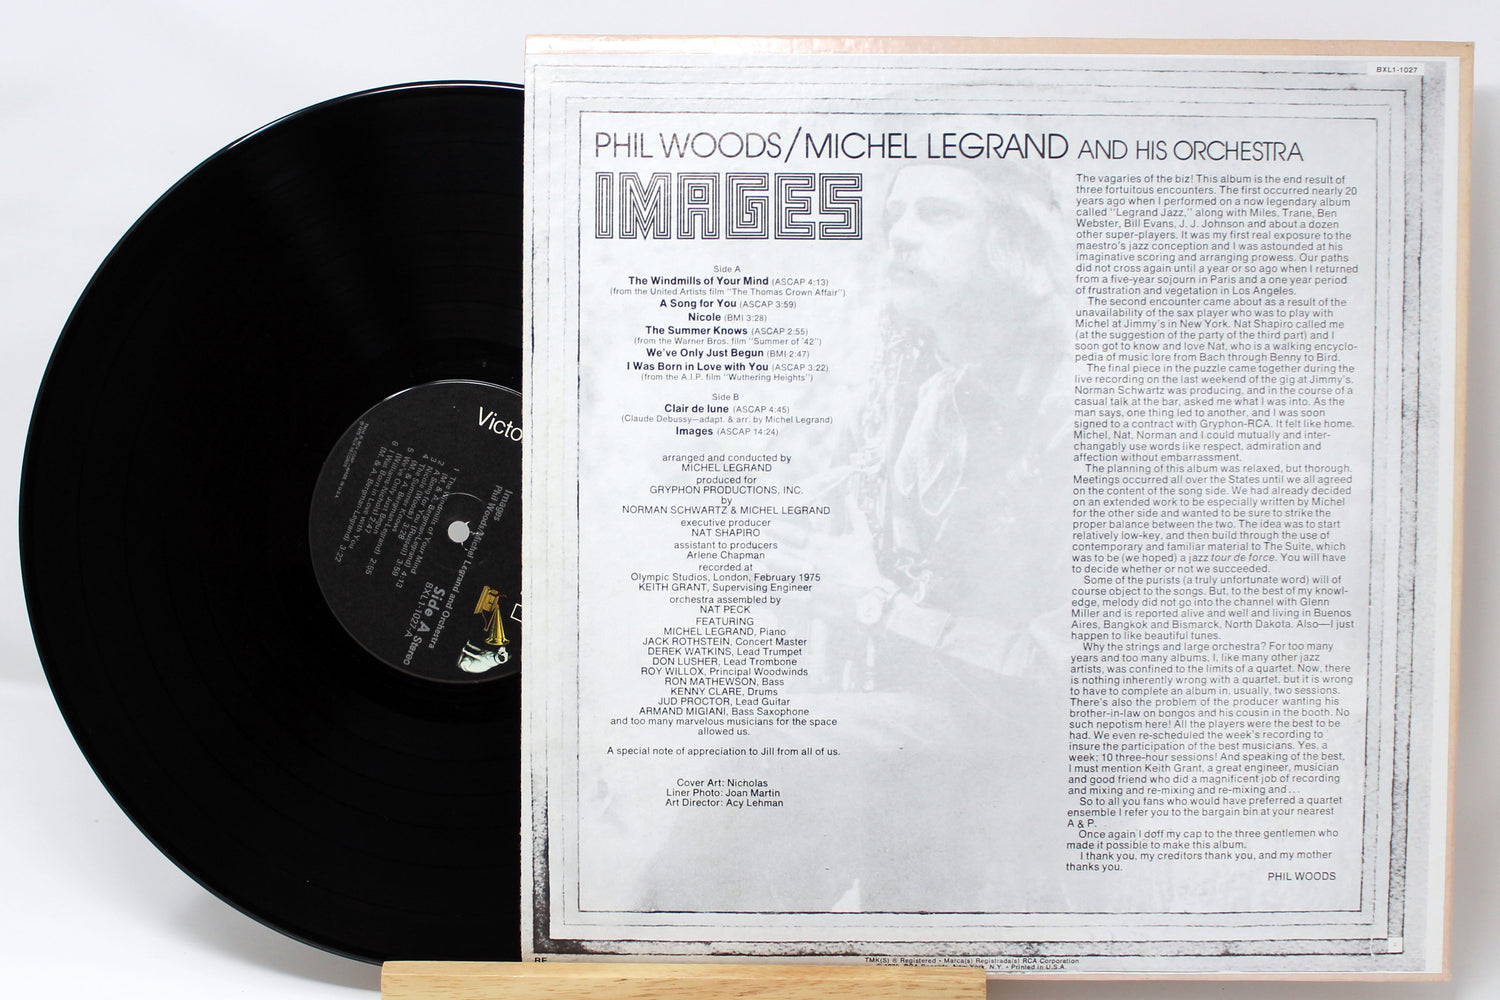 BXL1-1027
PHIL WOODS/MICHEL LEGRAND AND HIS ORCHESTRA
IMAGES
Side A
The Windmills of Your Mind (ASCAP 4:13)
(from the United Artists film "The Thomas Crown Affair")
A Song for You (ASCAP 3:59)
Nicole (BMI 3:28)
The Summer Knows (ASCAP 2:55)
(from the Warner Bros. film "Summer of '42")
We've Only Just Begun (BMI 2:47)
I Was Born in Love with You (ASCAP 3:22)
(from the A.I.P. film "Wuthering Heights")
Side B
Clair de lune (ASCAP 4:45)
(Claude Debussy—adapt. & arr. by Michel Legrand)
Images (ASCAP 14:24)
arranged and conducted by
MICHEL LEGRAND
produced for
GRYPHON PRODUCTIONS, INC.
by
NORMAN SCHWARTZ & MICHEL LEGRAND
executive producer
NAT SHAPIRO
assistant to producers
Arlene Chapman
recorded at
Olympic Studios, London, February 1975
KEITH GRANT, Supervising Engineer
orchestra assembled by
NAT PECK
FEATURING
MICHEL LEGRAND, Piano
JACK ROTHSTEIN, Concert Master
DEREK WATKINS, Lead Trumpet
DON LUSHER, Lead Trombone
ROY WILLOX, Principal Woodwinds
RON MATHEWSON, Bass
KENNY CLARE, Drums
JUD PROCTOR, Lead Guitar
ARMAND MIGIANI, Bass Saxophone
and too many marvelous musicians for the space
allowed us.
A special note of appreciation to Jill from all of us.
Cover Art: Nicholas
Liner Photo: Joan Martin
Art Director: Acy Lehman
The vagaries of the biz! This album is the end result of
three fortuitous encounters. The first occurred nearly 20
years ago when I performed on a now legendary album
called "Legrand Jazz," along with Miles, Trane, Ben
Webster, Bill Evans, J. J. Johnson and about a dozen
other super-players. It was my first real exposure to the
maestro's jazz conception and I was astounded at his
imaginative scoring and arranging prowess. Our paths
did not cross again until a year or so ago when I returned
from a five-year sojourn in Paris and a one year period
of frustration and vegetation in Los Angeles.
The second encounter came about as a result of the
unavailability of the sax player who was to play with
Michel at Jimmy's in New York. Nat Shapiro called me
(at the suggestion of the party of the third part) and I
soon got to know and love Nat, who is a walking encyclo-
pedia of music lore from Bach through Benny to Bird.
The final piece in the puzzle came together during the
live recording on the last weekend of the gig at Jimmy's.
Norman Schwartz was producing, and in the course of a
casual talk at the bar, asked me what I was into. As the
man says, one thing led to another, and I was soon
signed to a contract with Gryphon-RCA. It felt like home.
Michel, Nat, Norman and I could mutually and inter-
changably use words like respect, admiration and
affection without embarrassment.
The planning of this album was relaxed, but thorough.
Meetings occurred all over the States until we all agreed
on the content of the song side. We had already decided
on an extended work to be especially written by Michel
for the other side and wanted to be sure to strike the
proper balance between the two. The idea was to start
relatively low-key, and then build through the use of
contemporary and familiar material to The Suite, which
was to be (we hoped) a jazz tour de force. You will have
to decide whether or not we succeeded.
Some of the purists (a truly unfortunate word) will of
course object to the songs. But, to the best of my knowl-
edge, melody did not go into the channel with Glenn
Miller and is reported alive and well and living in Buenos
Aires, Bangkok and Bismarck, North Dakota. Also—I just
happen to like beautiful tunes.
Why the strings and large orchestra? For too many
years and too many albums, I, like many other jazz
artists, was confined to the limits of a quartet. Now, there
is nothing inherently wrong with a quartet, but it is wrong
to have to complete an album in, usually, two sessions.
There's also the problem of the producer wanting his
brother-in-law on bongos and his cousin in the booth. No
such nepotism here! All the players were the best to be
had. We even re-scheduled the week's recording to
insure the participation of the best musicians. Yes, a
week; 10 three-hour sessions! And speaking of the best,
I must mention Keith Grant, a great engineer, musician
and good friend who did a magnificent job of recording
and mixing and re-mixing and re-mixing and...
So to all you fans who would have preferred a quartet
ensemble I refer you to the bargain bin at your nearest
A & P.
Once again I doff my cap to the three gentlemen who
made it possible to make this album.
I thank you, my creditors thank you, and my mother
thanks you.
PHIL WOODS
RE
TMK(S) ® Registered • Marca(s) Registrada(s) RCA Corporation
RCA Records, New York, N.Y. • Printed in U.S.A.
Victo
Images
Phil Woods/Michel Legrand and Orchestra
Side A Stereo
BXL1-1027-A